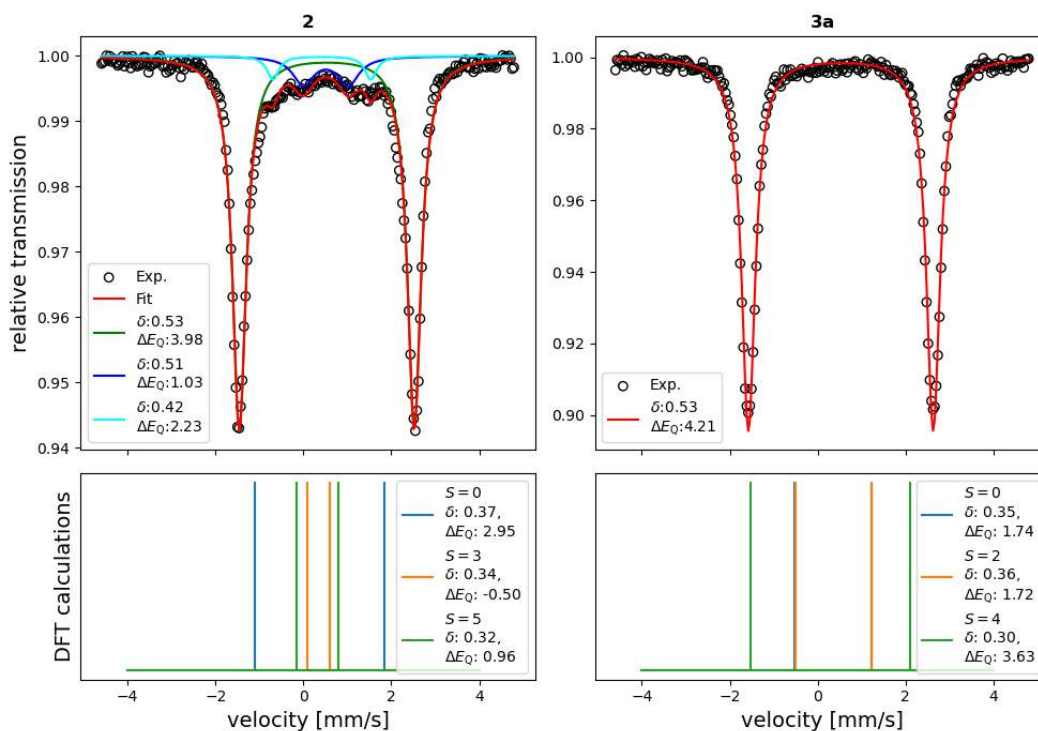 2
1.00
0.99
0.98
0.97
0.96
0.95
0.94
relative transmission
Exp.
Fit
δ:0.53
ΔE_Q:3.98
δ:0.51
ΔE_Q:1.03
δ:0.42
ΔE_Q:2.23
3a
1.00
0.98
0.96
0.94
0.92
0.90
Exp.
δ:0.53
ΔE_Q:4.21
DFT calculations
S = 0
δ: 0.37,
ΔE_Q: 2.95
S = 3
δ: 0.34,
ΔE_Q: -0.50
S = 5
δ: 0.32,
ΔE_Q: 0.96
−4 −2 0 2 4
velocity [mm/s]
S = 0
δ: 0.35,
ΔE_Q: 1.74
S = 2
δ: 0.36,
ΔE_Q: 1.72
S = 4
δ: 0.30,
ΔE_Q: 3.63
−4 −2 0 2 4
velocity [mm/s]